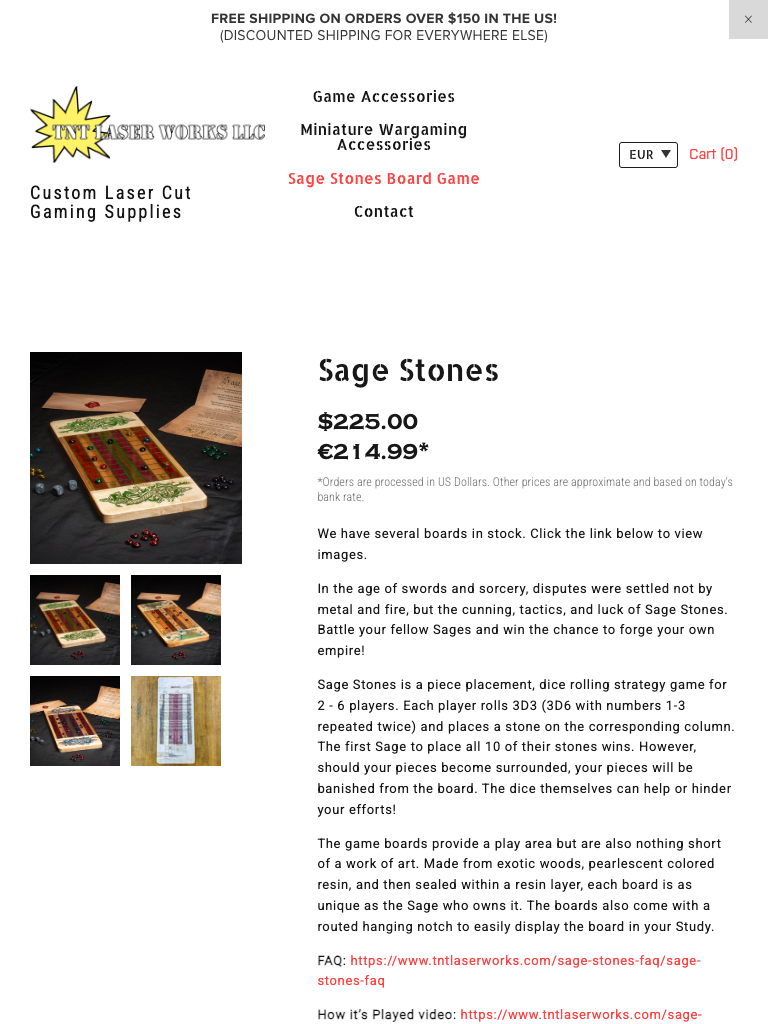 FREE SHIPPING ON ORDERS OVER $150 IN THE US!
(DISCOUNTED SHIPPING FOR EVERYWHERE ELSE)
×
TNT LASER WORKS LLC
Custom Laser Cut
Gaming Supplies
Game Accessories
Miniature Wargaming
Accessories
Sage Stones Board Game
Contact
EUR
Cart (0)
Sage Stones
$225.00
€214.99*
*Orders are processed in US Dollars. Other prices are approximate and based on today's
bank rate.
We have several boards in stock. Click the link below to view
images.
In the age of swords and sorcery, disputes were settled not by
metal and fire, but the cunning, tactics, and luck of Sage Stones.
Battle your fellow Sages and win the chance to forge your own
empire!
Sage Stones is a piece placement, dice rolling strategy game for
2 - 6 players. Each player rolls 3D3 (3D6 with numbers 1-3
repeated twice) and places a stone on the corresponding column.
The first Sage to place all 10 of their stones wins. However,
should your pieces become surrounded, your pieces will be
banished from the board. The dice themselves can help or hinder
your efforts!
The game boards provide a play area but are also nothing short
of a work of art. Made from exotic woods, pearlescent colored
resin, and then sealed within a resin layer, each board is as
unique as the Sage who owns it. The boards also come with a
routed hanging notch to easily display the board in your Study.
FAQ: https://www.tntlaserworks.com/sage-stones-faq/sage-
stones-faq
How it's Played video: https://www.tntlaserworks.com/sage-